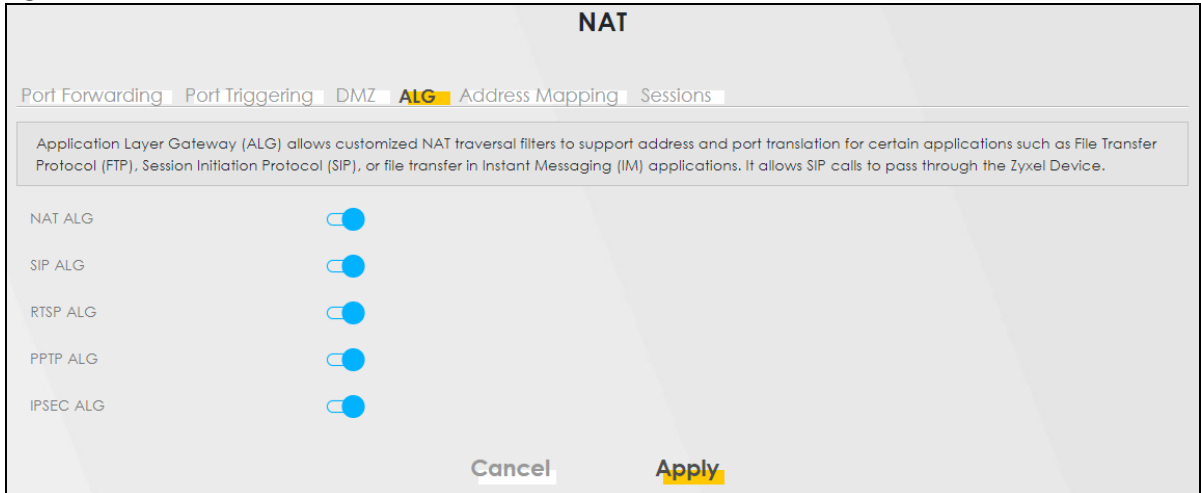 NAT
Port Forwarding Port Triggering DMZ ALG Address Mapping Sessions
Application Layer Gateway (ALG) allows customized NAT traversal filters to support address and port translation for certain applications such as File Transfer
Protocol (FTP), Session Initiation Protocol (SIP), or file transfer in Instant Messaging (IM) applications. It allows SIP calls to pass through the Zyxel Device.
NAT ALG
SIP ALG
RTSP ALG
PPTP ALG
IPSEC ALG
Cancel Apply